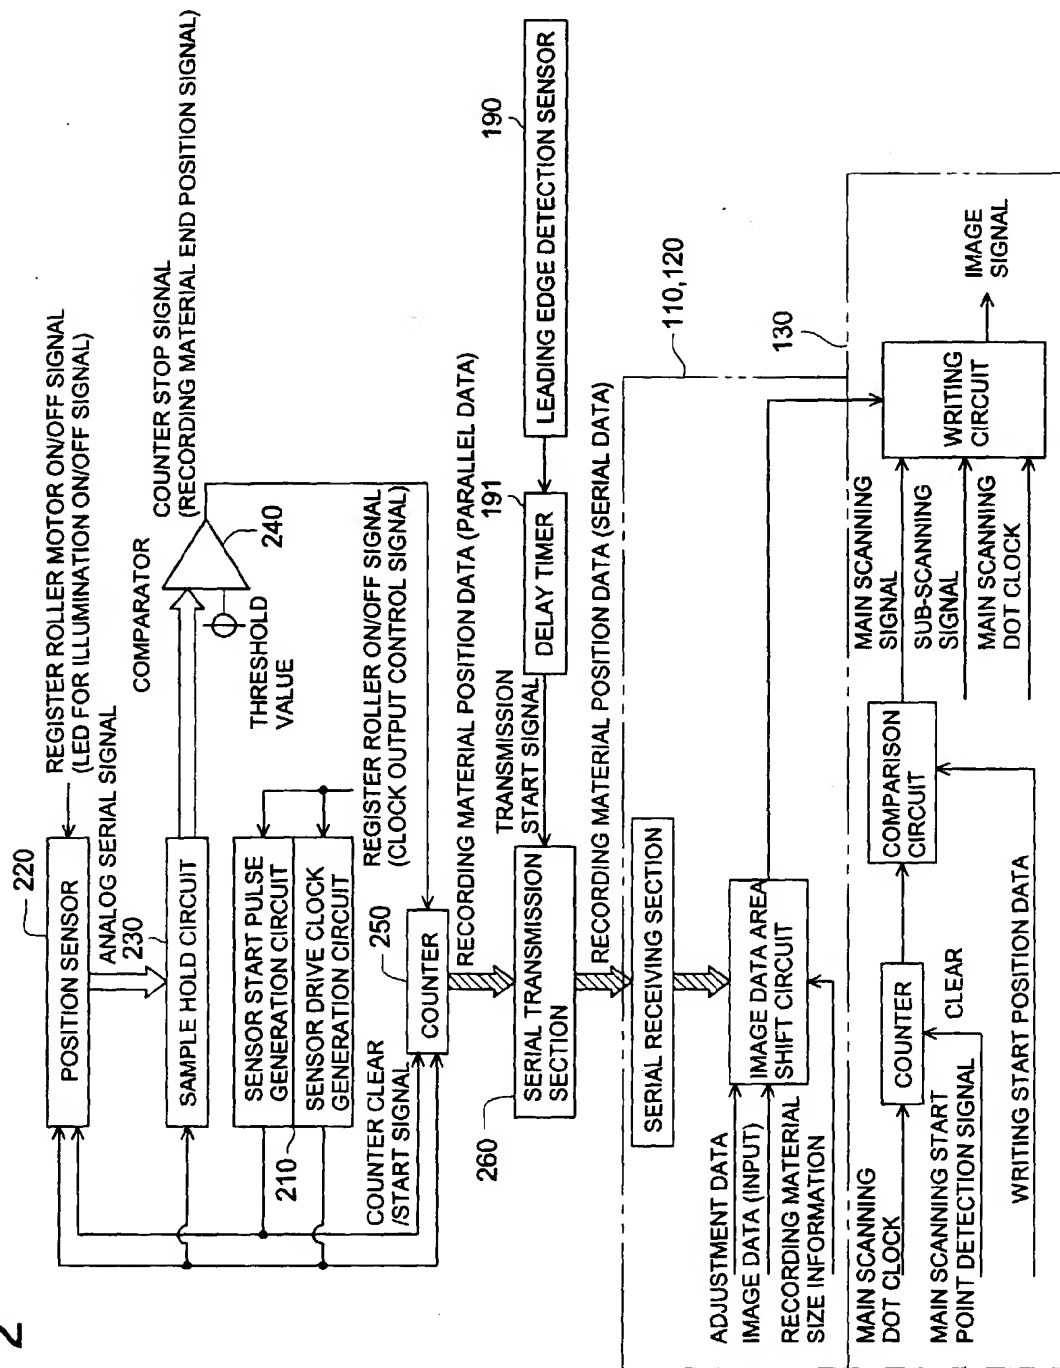 2
220
POSITION SENSOR
REGISTER ROLLER MOTOR ON/OFF SIGNAL
(LED FOR ILLUMINATION ON/OFF SIGNAL)
ANALOG SERIAL SIGNAL
230
SAMPLE HOLD CIRCUIT
COMPARATOR
240
THRESHOLD
VALUE
COUNTER STOP SIGNAL
(RECORDING MATERIAL END POSITION SIGNAL)
SENSOR START PULSE
GENERATION CIRCUIT
SENSOR DRIVE CLOCK
GENERATION CIRCUIT
210
REGISTER ROLLER ON/OFF SIGNAL
(CLOCK OUTPUT CONTROL SIGNAL)
COUNTER CLEAR
/START SIGNAL
250
COUNTER
RECORDING MATERIAL POSITION DATA (PARALLEL DATA)
260
SERIAL TRANSMISSION
SECTION
TRANSMISSION
START SIGNAL
191
DELAY TIMER
190
LEADING EDGE DETECTION SENSOR
RECORDING MATERIAL POSITION DATA (SERIAL DATA)
110,120
SERIAL RECEIVING SECTION
ADJUSTMENT DATA
IMAGE DATA (INPUT)
RECORDING MATERIAL
SIZE INFORMATION
IMAGE DATA AREA
SHIFT CIRCUIT
130
MAIN SCANNING
DOT CLOCK
MAIN SCANNING START
POINT DETECTION SIGNAL
COUNTER
CLEAR
WRITING START POSITION DATA
COMPARISON
CIRCUIT
MAIN SCANNING
SIGNAL
SUB-SCANNING
SIGNAL
MAIN SCANNING
DOT CLOCK
WRITING
CIRCUIT
IMAGE
SIGNAL